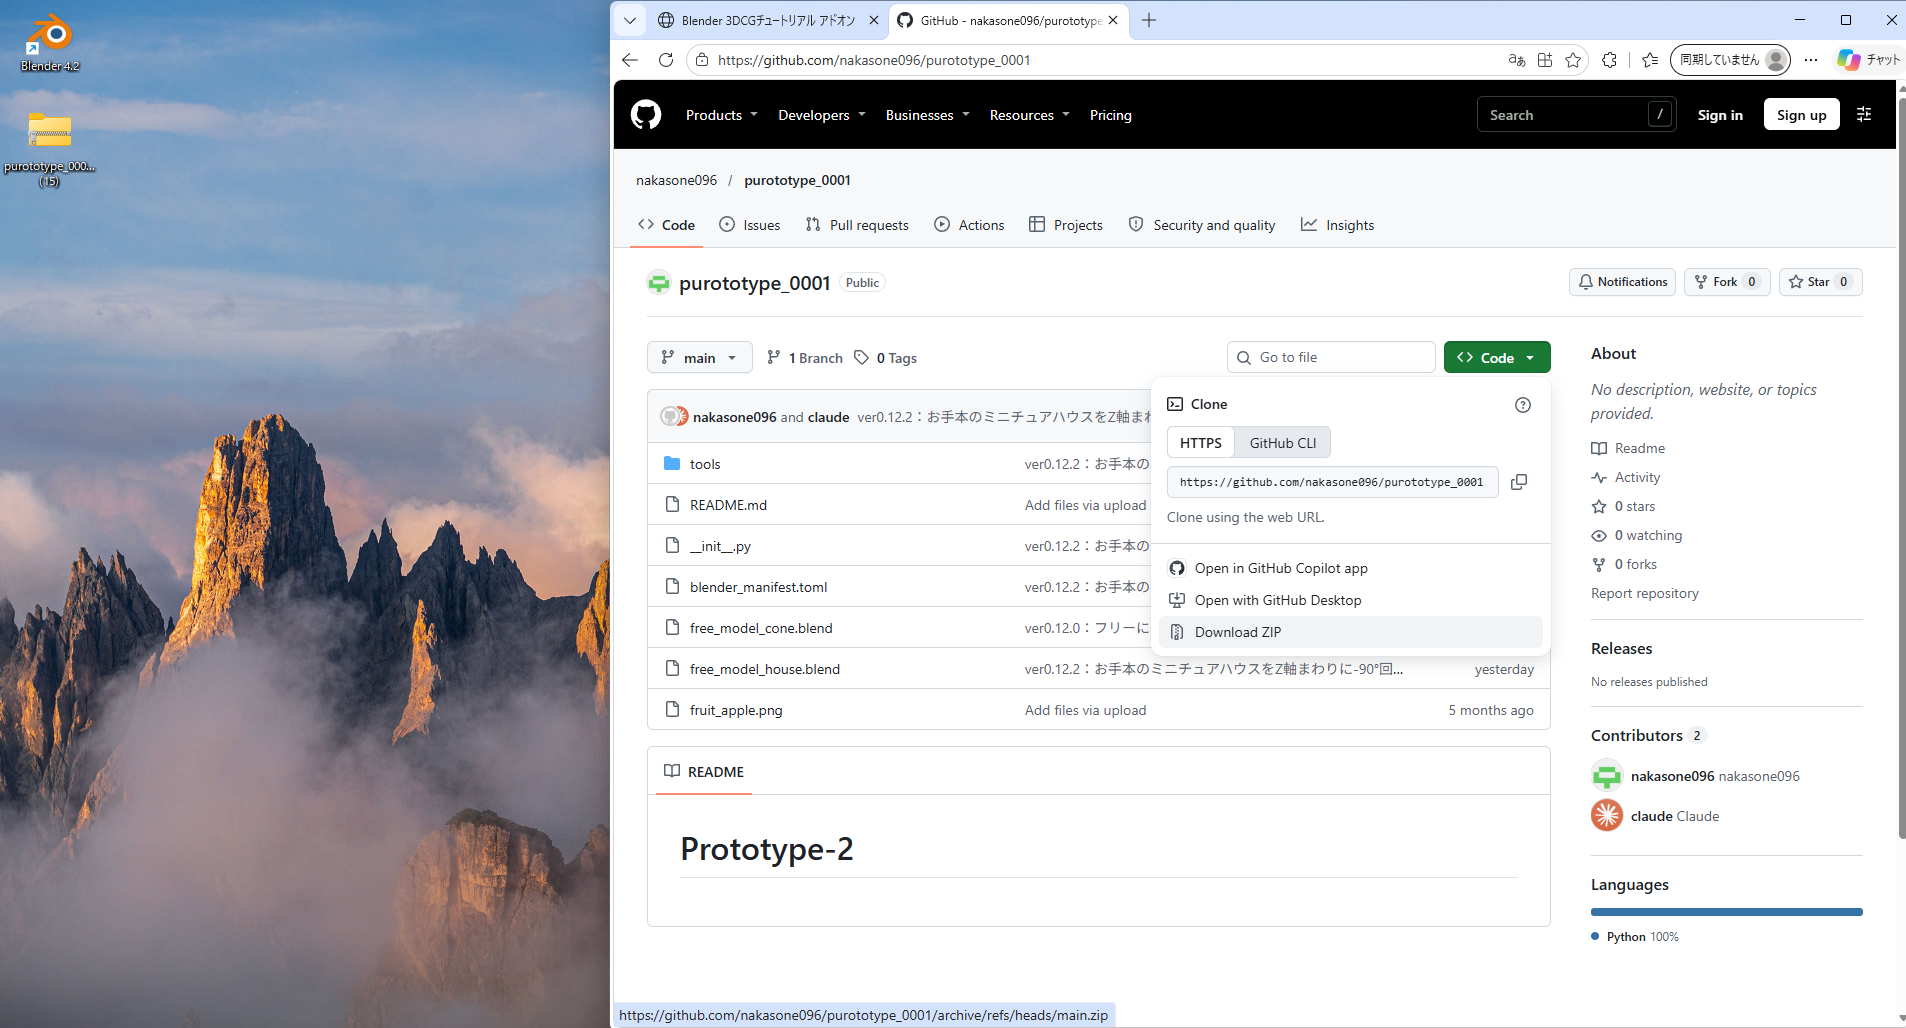 Blender 4.2
purototype_000...
(15)
Blender 3DCGチュートリアル アドオン
GitHub - nakasone096/purototype
https://github.com/nakasone096/purototype_0001
同期していません
チャット
Products
Developers
Businesses
Resources
Pricing
Search
/
Sign in
Sign up
nakasone096 / purototype_0001
Code
Issues
Pull requests
Actions
Projects
Security and quality
Insights
purototype_0001
Public
Notifications
Fork 0
Star 0
main
1 Branch
0 Tags
Go to file
Code
nakasone096 and claude ver0.12.2：お手本のミニチュアハウスをZ軸まわ
tools
ver0.12.2：お手本の
README.md
Add files via upload
__init__.py
ver0.12.2：お手本の
blender_manifest.toml
ver0.12.2：お手本の
free_model_cone.blend
ver0.12.0：フリーに
free_model_house.blend
ver0.12.2：お手本のミニチュアハウスをZ軸まわりに-90°回...
yesterday
fruit_apple.png
Add files via upload
5 months ago
Clone
HTTPS
GitHub CLI
https://github.com/nakasone096/purototype_0001
Clone using the web URL.
Open in GitHub Copilot app
Open with GitHub Desktop
Download ZIP
README
Prototype-2
About
No description, website, or topics
provided.
Readme
Activity
0 stars
0 watching
0 forks
Report repository
Releases
No releases published
Contributors 2
nakasone096 nakasone096
claude Claude
Languages
Python 100%
https://github.com/nakasone096/purototype_0001/archive/refs/heads/main.zip